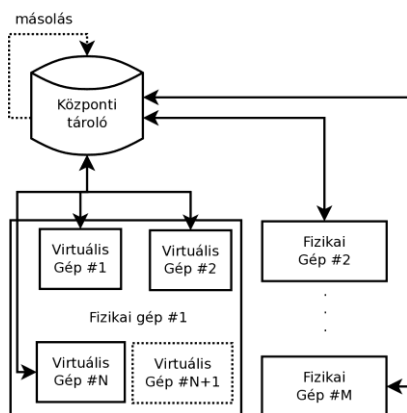 másolás
Központi
tároló
Virtuális
Gép #1
Virtuális
Gép #2
Fizikai
Gép #2
Fizikai gép #1
.
.
.
Virtuális
Gép #N
Virtuális
Gép #N+1
Fizikai
Gép #M